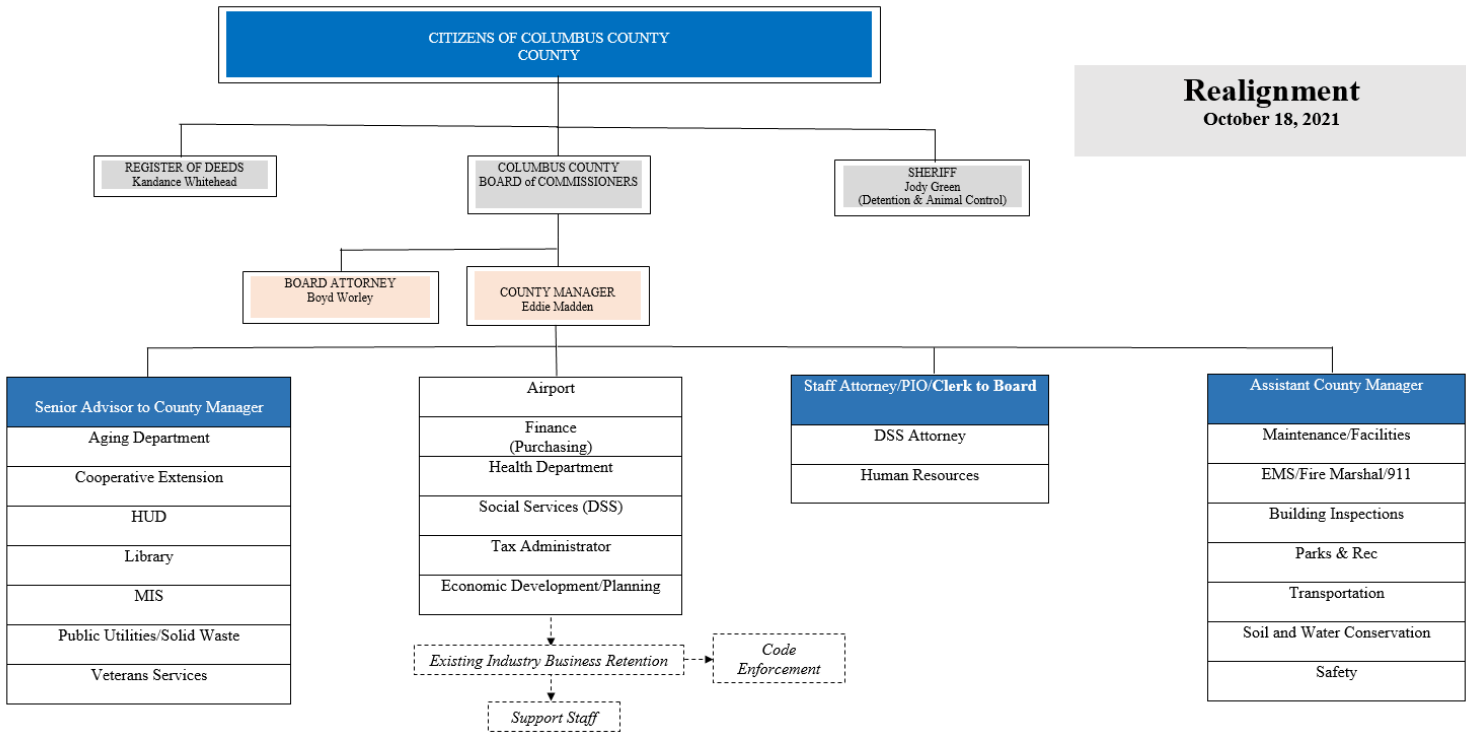 CITIZENS OF COLUMBUS COUNTY
COUNTY
Realignment
October 18, 2021
REGISTER OF DEEDS
Kandance Whitehead
COLUMBUS COUNTY
BOARD of COMMISSIONERS
SHERIFF
Jody Green
(Detention & Animal Control)
BOARD ATTORNEY
Boyd Worley
COUNTY MANAGER
Eddie Madden
Senior Advisor to County Manager
Aging Department
Cooperative Extension
HUD
Library
MIS
Public Utilities/Solid Waste
Veterans Services
Airport
Finance
(Purchasing)
Health Department
Social Services (DSS)
Tax Administrator
Economic Development/Planning
Existing Industry Business Retention
Code
Enforcement
Support Staff
Staff Attorney/PIO/Clerk to Board
DSS Attorney
Human Resources
Assistant County Manager
Maintenance/Facilities
EMS/Fire Marshal/911
Building Inspections
Parks & Rec
Transportation
Soil and Water Conservation
Safety